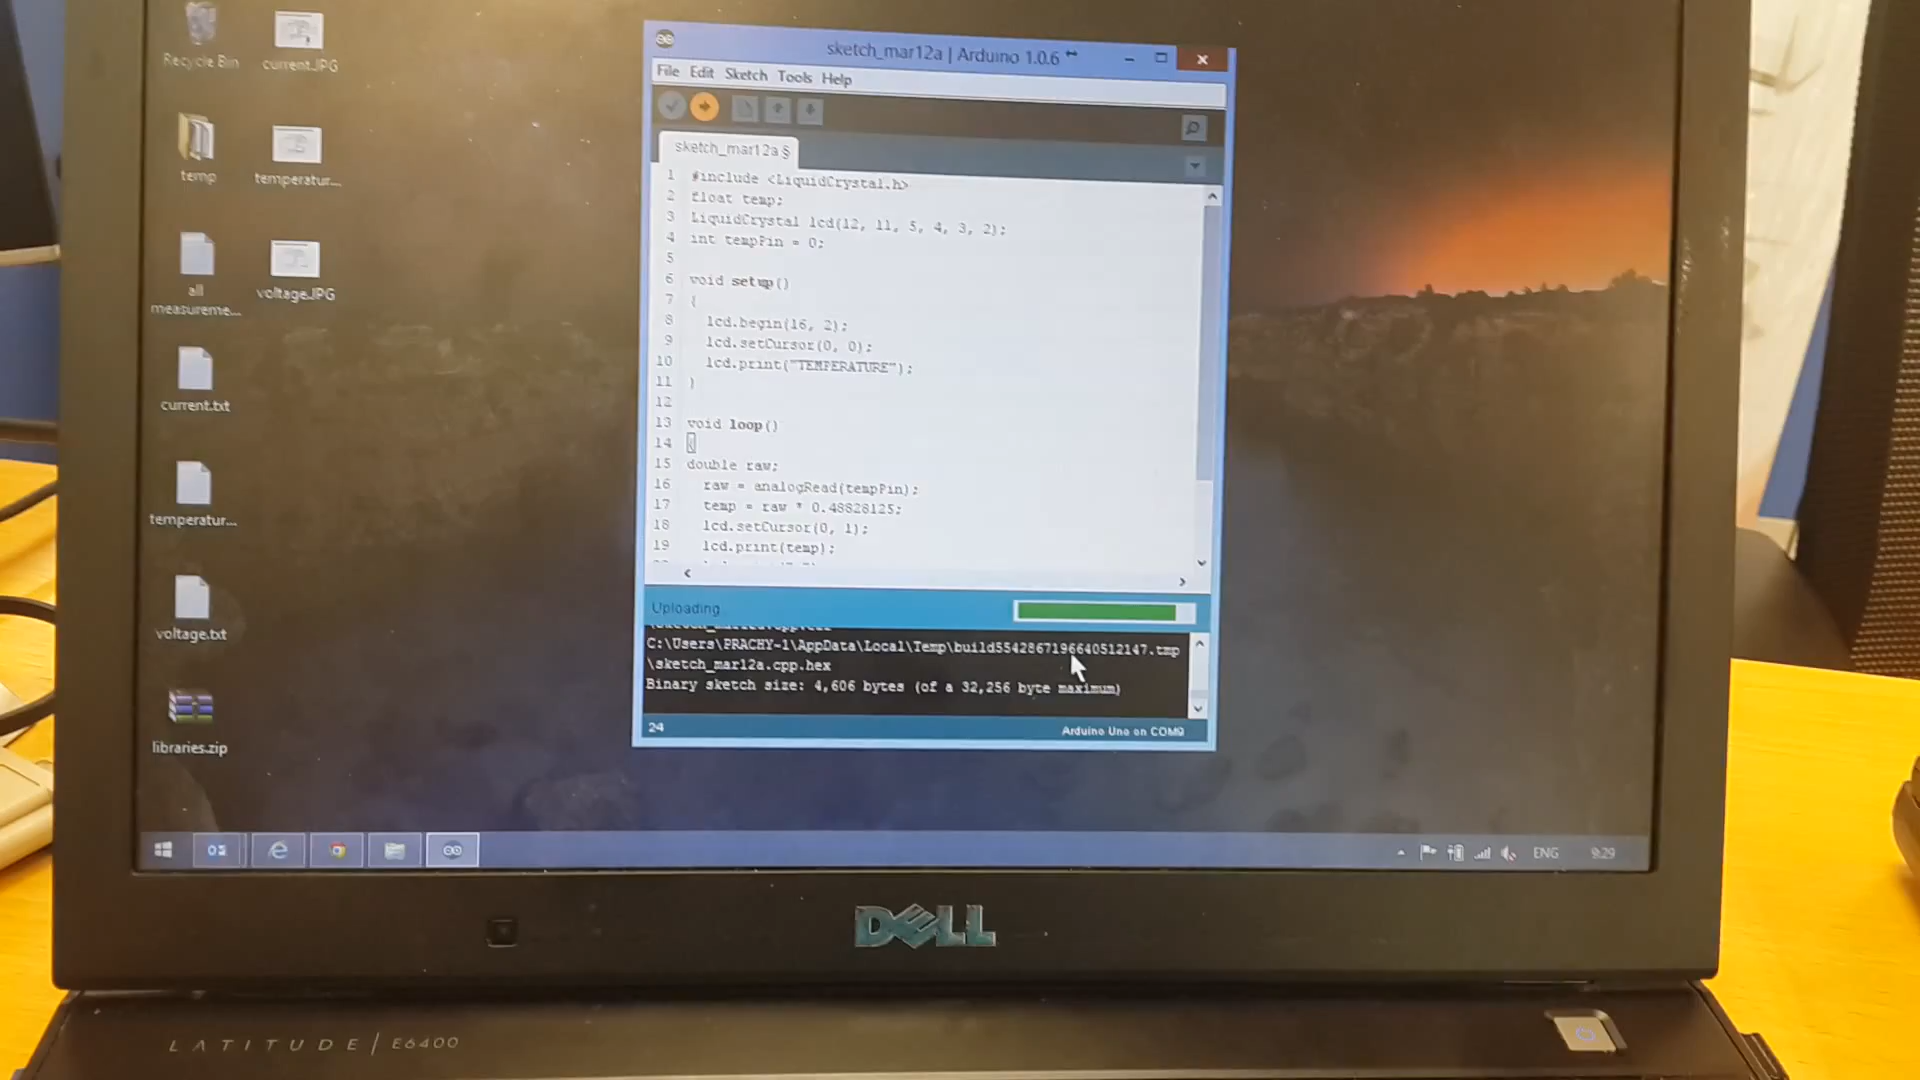 Recycle Bin
current.JPG
temp
temperatur...
all
measureme...
voltage.JPG
current.txt
temperatur...
voltage.txt
libraries.zip
sketch_mar12a | Arduino 1.0.6
File Edit Sketch Tools Help
sketch_mar12a §
1 #include <LiquidCrystal.h>
2 float temp;
3 LiquidCrystal lcd(12, 11, 5, 4, 3, 2);
4 int tempPin = 0;
5
6 void setup()
7 {
8 lcd.begin(16, 2);
9 lcd.setCursor(0, 0);
10 lcd.print("TEMPERATURE");
11 }
12
13 void loop()
14 {
15 double raw;
16 raw = analogRead(tempPin);
17 temp = raw * 0.48828125;
18 lcd.setCursor(0, 1);
19 lcd.print(temp);
Uploading
C:\Users\PRACHY~1\AppData\Local\Temp\build5542867196640512147.tmp
\sketch_mar12a.cpp.hex
Binary sketch size: 4,606 bytes (of a 32,256 byte maximum)
24
Arduino Uno on COM9
ENG
9:29
DELL
LATITUDE | E6400